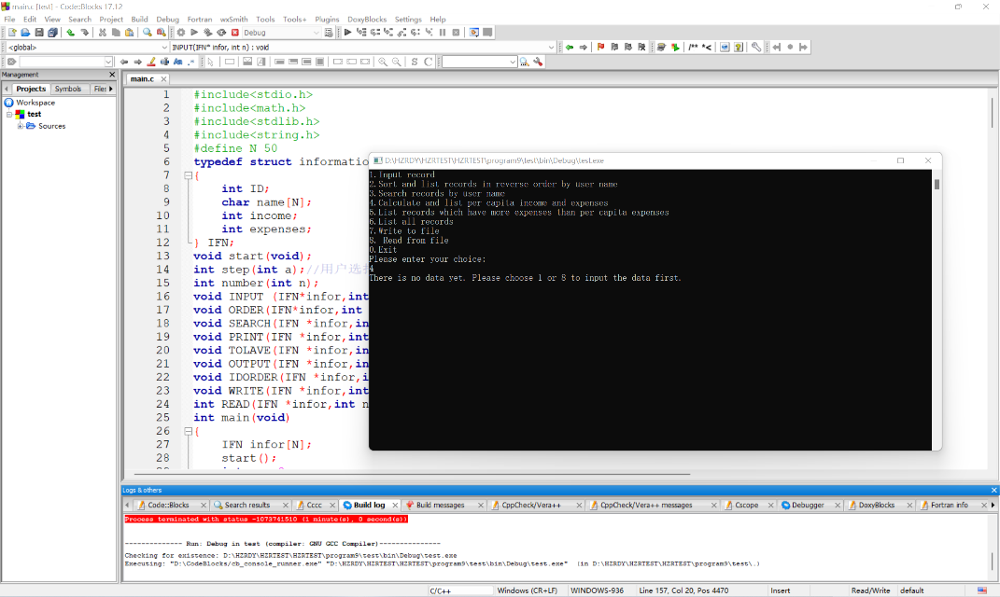 main.c [test] - Code::Blocks 17.12
File Edit View Search Project Build Debug Fortran wxSmith Tools Tools+ Plugins DoxyBlocks Settings Help
Debug
<global>
INPUT(IFN* infor, int n) : void
/** *<
S C
Management
Projects Symbols Files
Workspace
test
Sources
main.c
1 #include<stdio.h>
2 #include<math.h>
3 #include<stdlib.h>
4 #include<string.h>
5 #define N 50
6 typedef struct informatio
7 {
8 int ID;
9 char name[N];
10 int income;
11 int expenses;
12 } IFN;
13 void start(void);
14 int step(int a);//用户选
15 int number(int n);
16 void INPUT (IFN*infor,int
17 void ORDER(IFN*infor,int
18 void SEARCH(IFN *infor,in
19 void PRINT(IFN *infor,int
20 void TOLAVE(IFN *infor,in
21 void OUTPUT(IFN *infor,in
22 void IDORDER(IFN *infor,i
23 void WRITE(IFN *infor,int
24 int READ(IFN *infor,int n
25 int main(void)
26 {
27 IFN infor[N];
28 start();
D:\HZRDY\HZRTEST\HZRTEST\program9\test\bin\Debug\test.exe
1.Input record
2.Sort and list records in reverse order by user name
3.Search records by user name
4.Calculate and list per capita income and expenses
5.List records which have more expenses than per capita expenses
6.List all records
7.Write to file
8. Read from file
0.Exit
Please enter your choice:
4
There is no data yet. Please choose 1 or 8 to input the data first.
Logs & others
Code::Blocks Search results Cccc Build log Build messages CppCheck/Vera++ CppCheck/Vera++ messages Cscope Debugger DoxyBlocks Fortran info
Process terminated with status -1073741510 (1 minute(s), 0 second(s))
-------------- Run: Debug in test (compiler: GNU GCC Compiler)---------------
Checking for existence: D:\HZRDY\HZRTEST\HZRTEST\program9\test\bin\Debug\test.exe
Executing: "D:\CodeBlocks/cb_console_runner.exe" "D:\HZRDY\HZRTEST\HZRTEST\program9\test\bin\Debug\test.exe" (in D:\HZRDY\HZRTEST\HZRTEST\program9\test\.)
C/C++ Windows (CR+LF) WINDOWS-936 Line 157, Col 20, Pos 4470 Insert Read/Write default